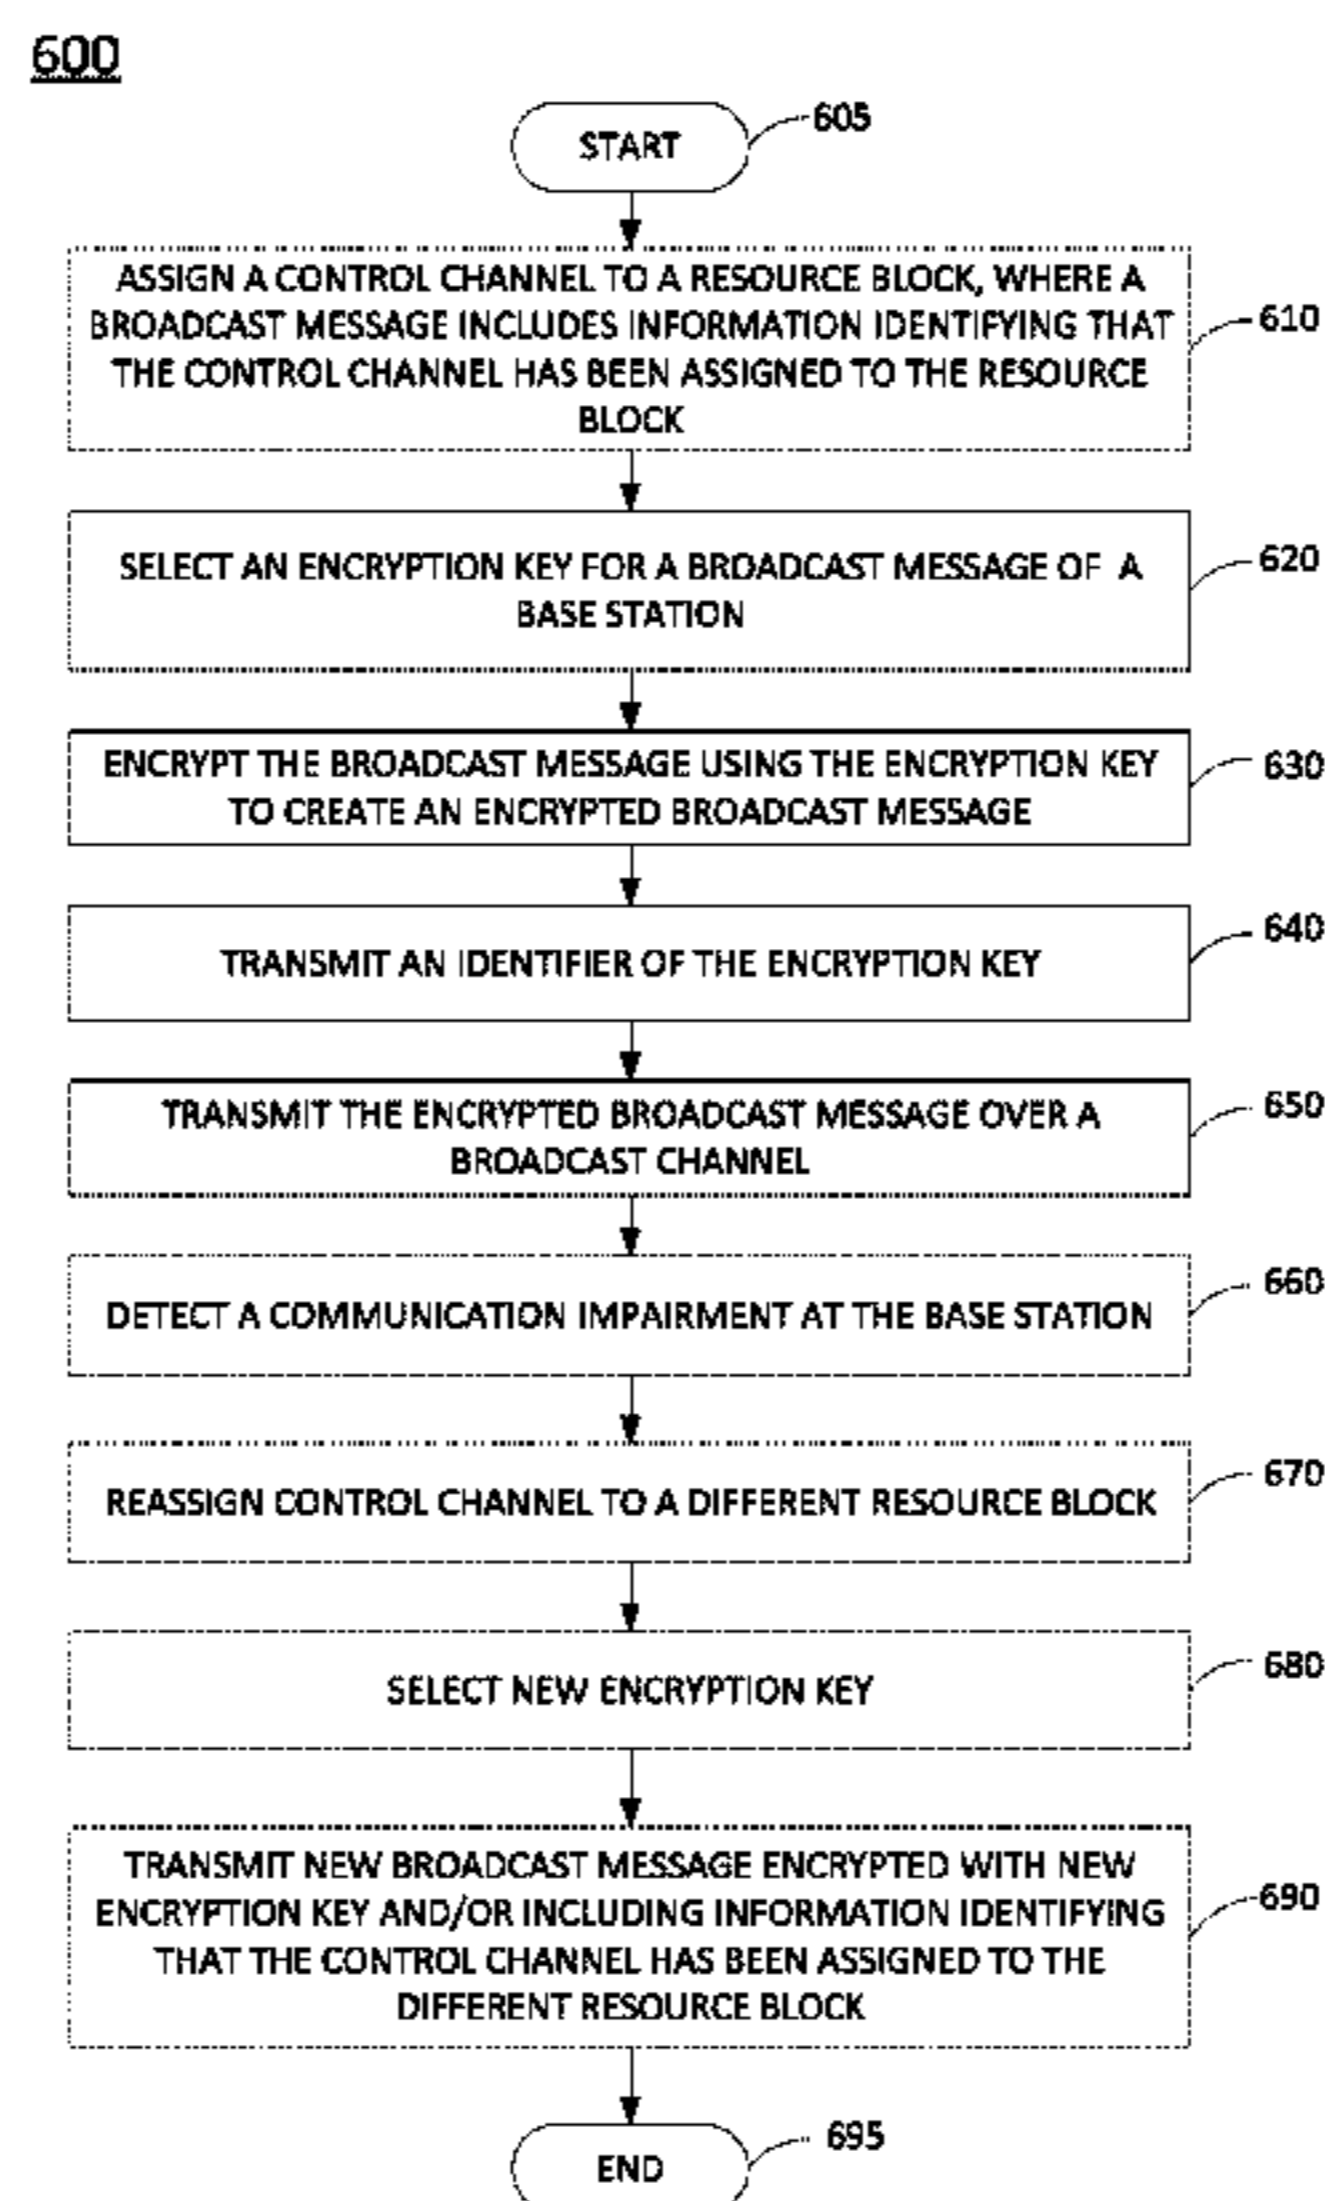 600
START
605
ASSIGN A CONTROL CHANNEL TO A RESOURCE BLOCK, WHERE A
BROADCAST MESSAGE INCLUDES INFORMATION IDENTIFYING THAT
THE CONTROL CHANNEL HAS BEEN ASSIGNED TO THE RESOURCE
BLOCK
610
SELECT AN ENCRYPTION KEY FOR A BROADCAST MESSAGE OF A
BASE STATION
620
ENCRYPT THE BROADCAST MESSAGE USING THE ENCRYPTION KEY
TO CREATE AN ENCRYPTED BROADCAST MESSAGE
630
TRANSMIT AN IDENTIFIER OF THE ENCRYPTION KEY
640
TRANSMIT THE ENCRYPTED BROADCAST MESSAGE OVER A
BROADCAST CHANNEL
650
DETECT A COMMUNICATION IMPAIRMENT AT THE BASE STATION
660
REASSIGN CONTROL CHANNEL TO A DIFFERENT RESOURCE BLOCK
670
SELECT NEW ENCRYPTION KEY
680
TRANSMIT NEW BROADCAST MESSAGE ENCRYPTED WITH NEW
ENCRYPTION KEY AND/OR INCLUDING INFORMATION IDENTIFYING
THAT THE CONTROL CHANNEL HAS BEEN ASSIGNED TO THE
DIFFERENT RESOURCE BLOCK
690
END
695